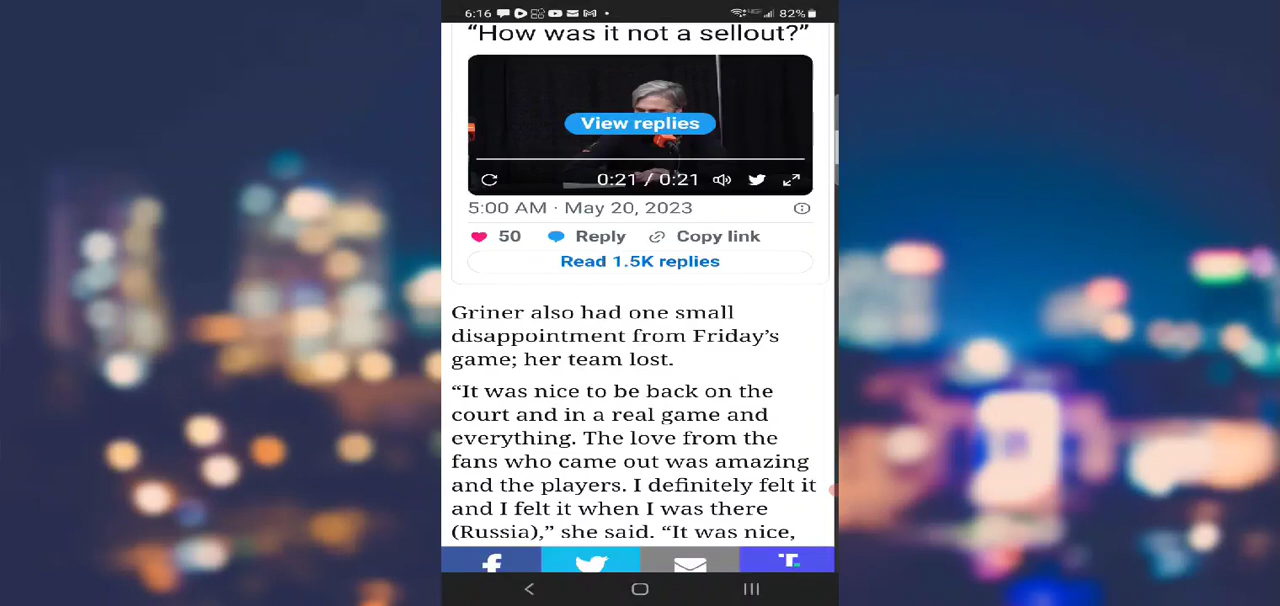 6:16 82%
“How was it not a sellout?”
View replies
0:21 / 0:21
5:00 AM · May 20, 2023
50 Reply Copy link
Read 1.5K replies
Griner also had one small
disappointment from Friday’s
game; her team lost.
“It was nice to be back on the
court and in a real game and
everything. The love from the
fans who came out was amazing
and the players. I definitely felt it
and I felt it when I was there
(Russia),” she said. “It was nice,